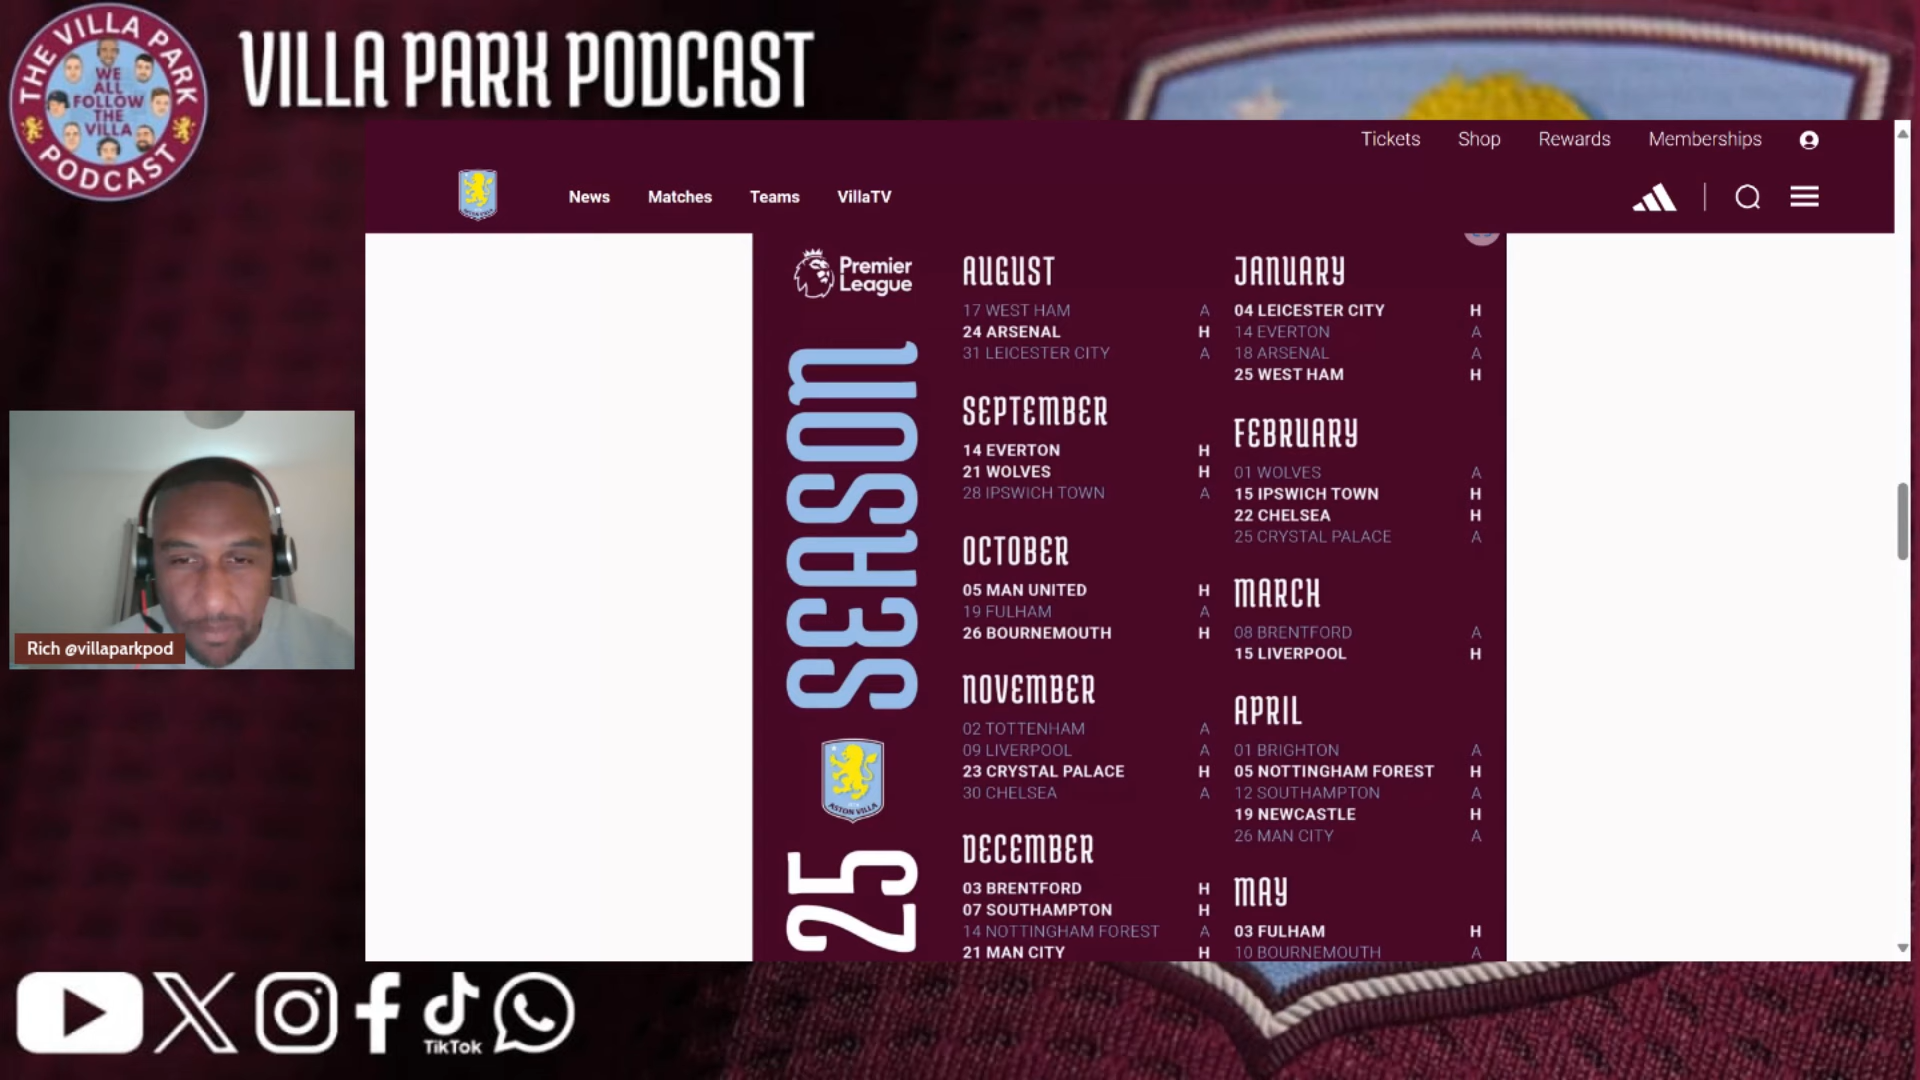 THE VILLA PARK
WE
ALL
FOLLOW
THE
VILLA
PODCAST
VILLA PARK PODCAST
Tickets Shop Rewards Memberships
News Matches Teams VillaTV
Premier
League
SEASON
ASTON VILLA
25
AUGUST
17 WEST HAM A
24 ARSENAL H
31 LEICESTER CITY A
SEPTEMBER
14 EVERTON H
21 WOLVES H
28 IPSWICH TOWN A
OCTOBER
05 MAN UNITED H
19 FULHAM A
26 BOURNEMOUTH H
NOVEMBER
02 TOTTENHAM A
09 LIVERPOOL A
23 CRYSTAL PALACE H
30 CHELSEA A
DECEMBER
03 BRENTFORD H
07 SOUTHAMPTON H
14 NOTTINGHAM FOREST A
21 MAN CITY H
JANUARY
04 LEICESTER CITY H
14 EVERTON A
18 ARSENAL A
25 WEST HAM H
FEBRUARY
01 WOLVES A
15 IPSWICH TOWN H
22 CHELSEA H
25 CRYSTAL PALACE A
MARCH
08 BRENTFORD A
15 LIVERPOOL H
APRIL
01 BRIGHTON A
05 NOTTINGHAM FOREST H
12 SOUTHAMPTON A
19 NEWCASTLE H
26 MAN CITY A
MAY
03 FULHAM H
10 BOURNEMOUTH A
Rich @villaparkpod
TikTok